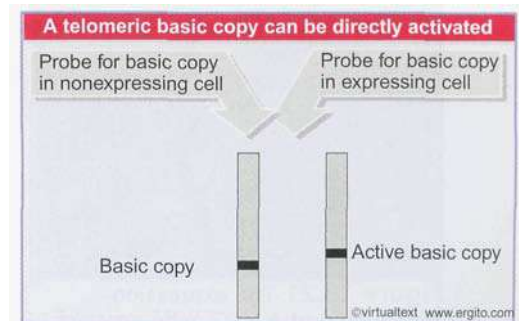 A telomeric basic copy can be directly activated
Probe for basic copy
in nonexpressing cell
Probe for basic copy
in expressing cell
Basic copy
Active basic copy
©virtualtext www.ergito.com